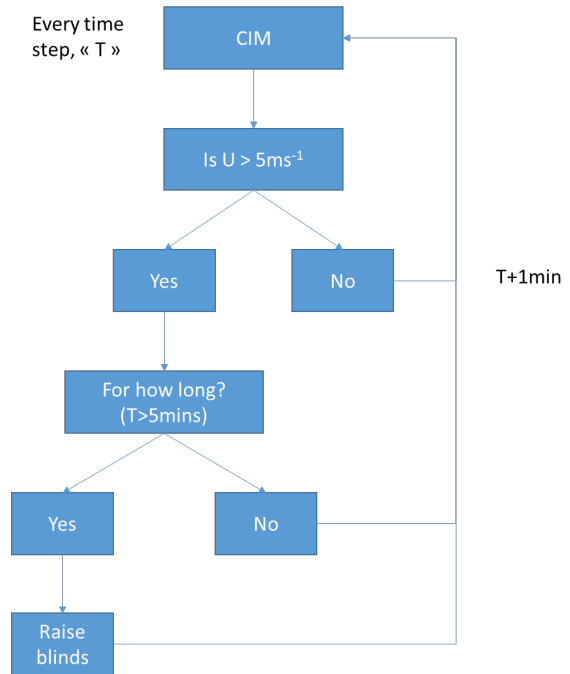 Every time
step, « T »
CIM
Is U > 5ms⁻¹
Yes
No
T+1min
For how long?
(T>5mins)
Yes
No
Raise
blinds